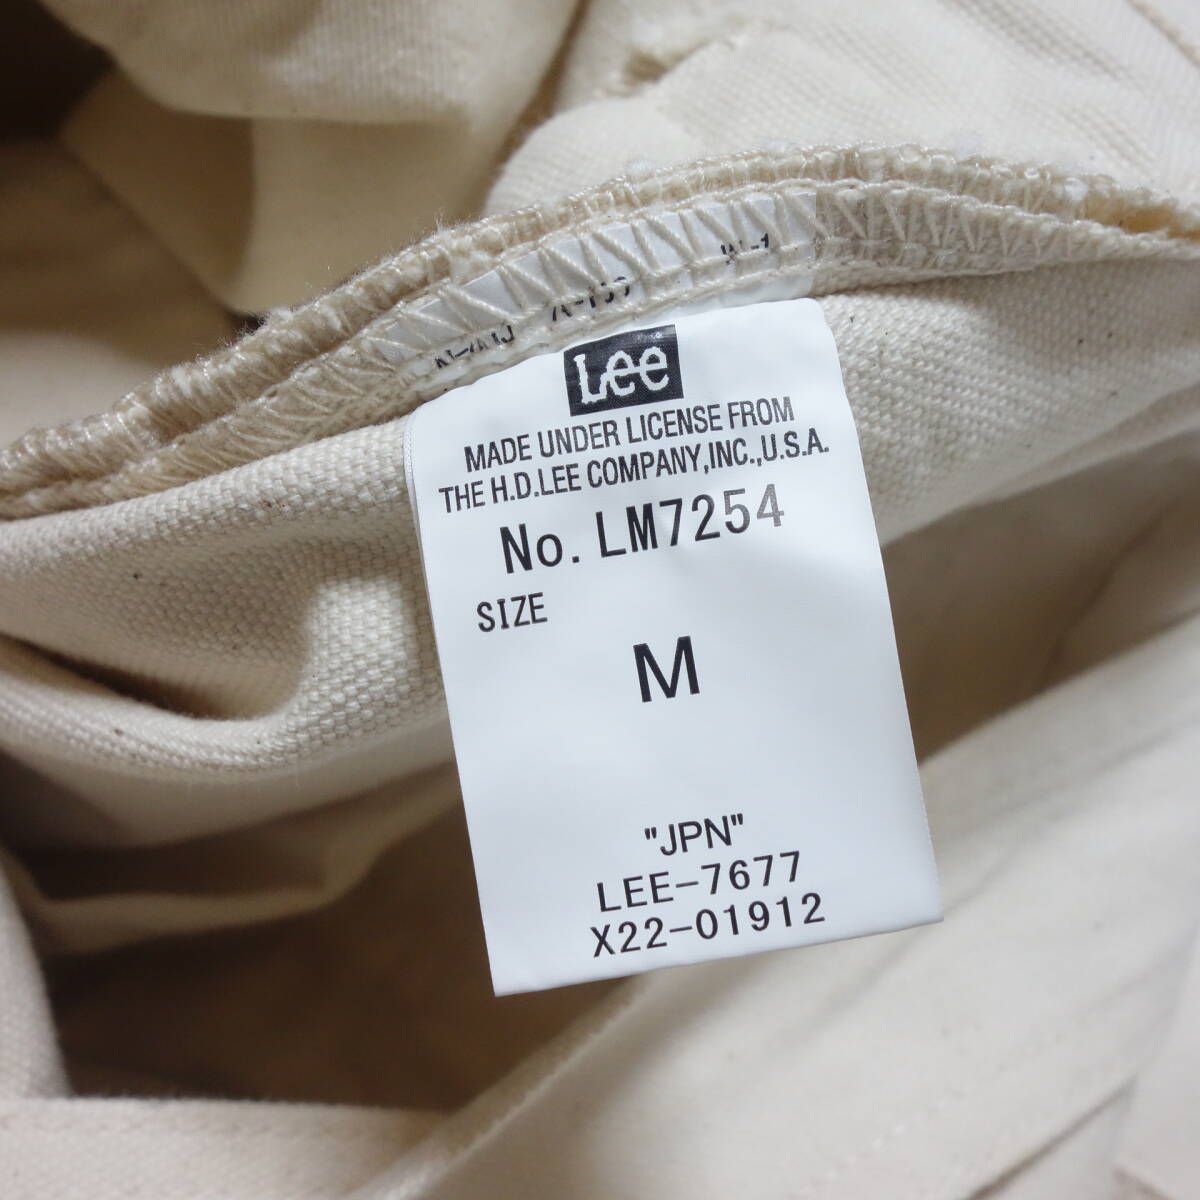 Lee
MADE UNDER LICENSE FROM
THE H.D.LEE COMPANY,INC.,U.S.A.
No. LM7254
SIZE
M
"JPN"
LEE-7677
X22-01912